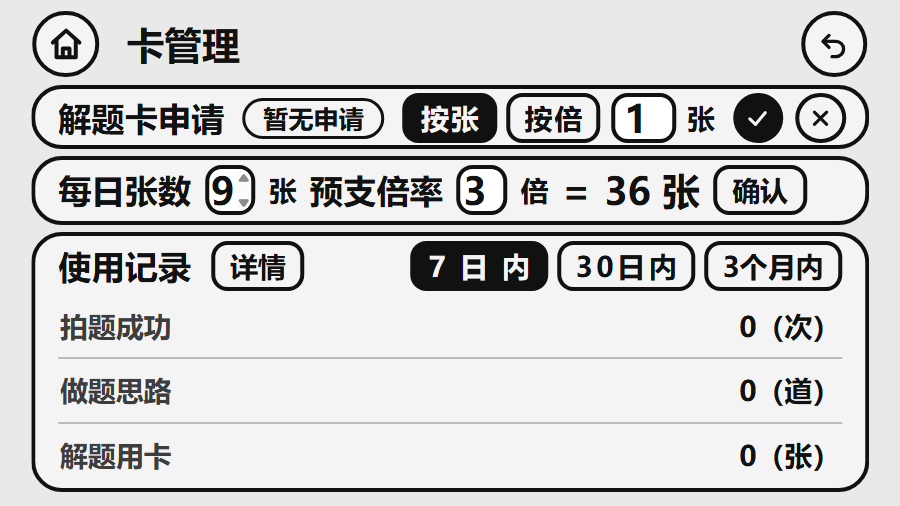 卡管理
解题卡申请 暂无申请 按张 按倍 1 张
每日张数 9 张 预支倍率 3 倍 = 36 张 确认
使用记录 详情 7 日 内 30日内 3个月内
拍题成功 0 (次)
做题思路 0 (道)
解题用卡 0 (张)